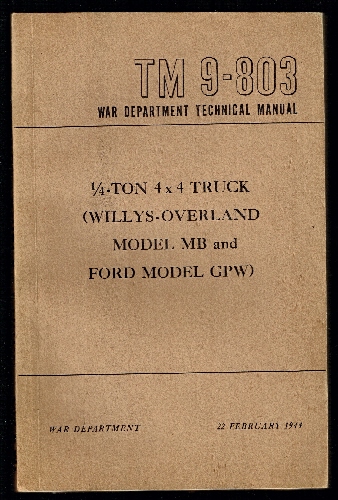 TM 9-803
WAR DEPARTMENT TECHNICAL MANUAL
¼-TON 4 x 4 TRUCK
(WILLYS-OVERLAND
MODEL MB and
FORD MODEL GPW)
WAR DEPARTMENT 22 FEBRUARY 1944